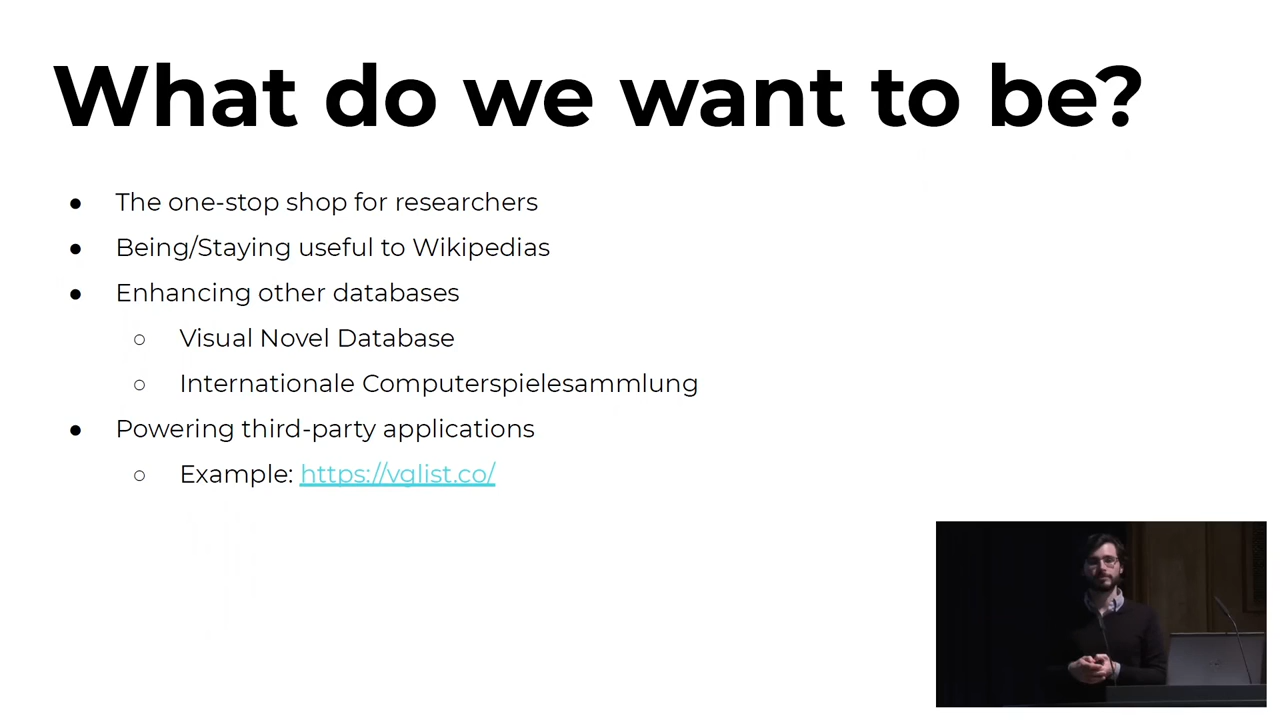 What do we want to be?
● The one-stop shop for researchers
● Being/Staying useful to Wikipedias
● Enhancing other databases
○ Visual Novel Database
○ Internationale Computerspielesammlung
● Powering third-party applications
○ Example: https://vglist.co/